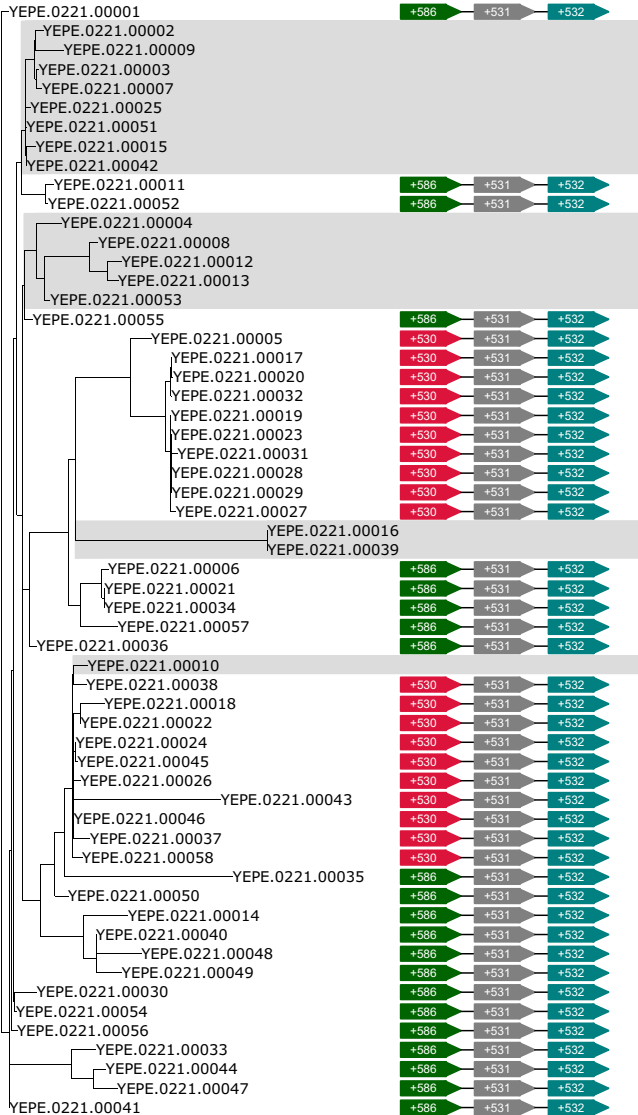 YEPE.0221.00001 +586 +531 +532
YEPE.0221.00002
YEPE.0221.00009
YEPE.0221.00003
YEPE.0221.00007
YEPE.0221.00025
YEPE.0221.00051
YEPE.0221.00015
YEPE.0221.00042
YEPE.0221.00011 +586 +531 +532
YEPE.0221.00052 +586 +531 +532
YEPE.0221.00004
YEPE.0221.00008
YEPE.0221.00012
YEPE.0221.00013
YEPE.0221.00053
YEPE.0221.00055 +586 +531 +532
YEPE.0221.00005 +530 +531 +532
YEPE.0221.00017 +530 +531 +532
YEPE.0221.00020 +530 +531 +532
YEPE.0221.00032 +530 +531 +532
YEPE.0221.00019 +530 +531 +532
YEPE.0221.00023 +530 +531 +532
YEPE.0221.00031 +530 +531 +532
YEPE.0221.00028 +530 +531 +532
YEPE.0221.00029 +530 +531 +532
YEPE.0221.00027 +530 +531 +532
YEPE.0221.00016
YEPE.0221.00039
YEPE.0221.00006 +586 +531 +532
YEPE.0221.00021 +586 +531 +532
YEPE.0221.00034 +586 +531 +532
YEPE.0221.00057 +586 +531 +532
YEPE.0221.00036 +586 +531 +532
YEPE.0221.00010
YEPE.0221.00038 +530 +531 +532
YEPE.0221.00018 +530 +531 +532
YEPE.0221.00022 +530 +531 +532
YEPE.0221.00024 +530 +531 +532
YEPE.0221.00045 +530 +531 +532
YEPE.0221.00026 +530 +531 +532
YEPE.0221.00043 +530 +531 +532
YEPE.0221.00046 +530 +531 +532
YEPE.0221.00037 +530 +531 +532
YEPE.0221.00058 +530 +531 +532
YEPE.0221.00035 +586 +531 +532
YEPE.0221.00050 +586 +531 +532
YEPE.0221.00014 +586 +531 +532
YEPE.0221.00040 +586 +531 +532
YEPE.0221.00048 +586 +531 +532
YEPE.0221.00049 +586 +531 +532
YEPE.0221.00030 +586 +531 +532
YEPE.0221.00054 +586 +531 +532
YEPE.0221.00056 +586 +531 +532
YEPE.0221.00033 +586 +531 +532
YEPE.0221.00044 +586 +531 +532
YEPE.0221.00047 +586 +531 +532
YEPE.0221.00041 +586 +531 +532